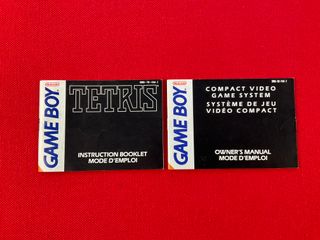 GAME BOY
TETRIS
INSTRUCTION BOOKLET
MODE D'EMPLOI
GAME BOY
COMPACT VIDEO
GAME SYSTEM
SYSTÈME DE JEU
VIDÉO COMPACT
OWNER'S MANUAL
MODE D'EMPLOI